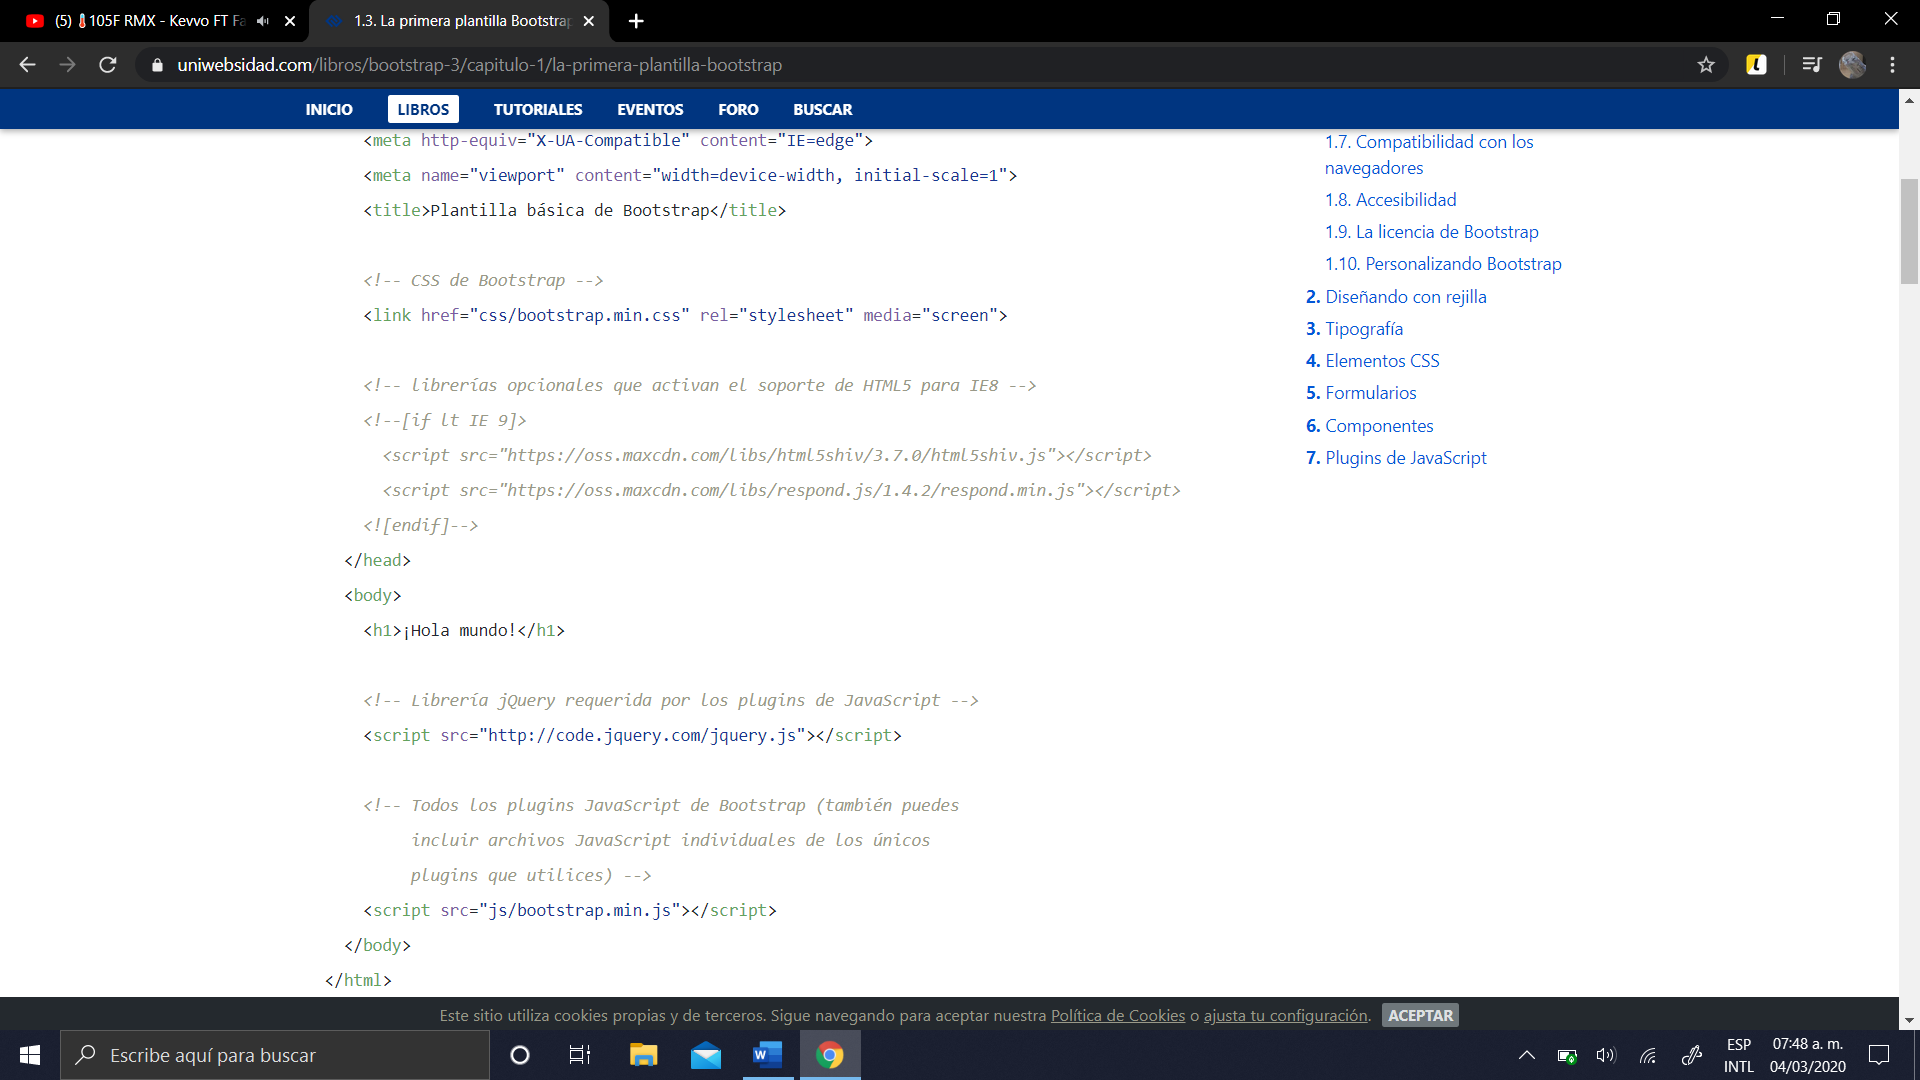 (5) 🌡105F RMX - Kevvo FT Fa
1.3. La primera plantilla Bootstrap
uniwebsidad.com/libros/bootstrap-3/capitulo-1/la-primera-plantilla-bootstrap
INICIO LIBROS TUTORIALES EVENTOS FORO BUSCAR
<meta http-equiv="X-UA-Compatible" content="IE=edge">
<meta name="viewport" content="width=device-width, initial-scale=1">
<title>Plantilla básica de Bootstrap</title>
<!-- CSS de Bootstrap -->
<link href="css/bootstrap.min.css" rel="stylesheet" media="screen">
<!-- librerías opcionales que activan el soporte de HTML5 para IE8 -->
<!--[if lt IE 9]>
<script src="https://oss.maxcdn.com/libs/html5shiv/3.7.0/html5shiv.js"></script>
<script src="https://oss.maxcdn.com/libs/respond.js/1.4.2/respond.min.js"></script>
<![endif]-->
</head>
<body>
<h1>¡Hola mundo!</h1>
<!-- Librería jQuery requerida por los plugins de JavaScript -->
<script src="http://code.jquery.com/jquery.js"></script>
<!-- Todos los plugins JavaScript de Bootstrap (también puedes
incluir archivos JavaScript individuales de los únicos
plugins que utilices) -->
<script src="js/bootstrap.min.js"></script>
</body>
</html>
1.7. Compatibilidad con los
navegadores
1.8. Accesibilidad
1.9. La licencia de Bootstrap
1.10. Personalizando Bootstrap
2. Diseñando con rejilla
3. Tipografía
4. Elementos CSS
5. Formularios
6. Componentes
7. Plugins de JavaScript
Este sitio utiliza cookies propias y de terceros. Sigue navegando para aceptar nuestra Política de Cookies o ajusta tu configuración. ACEPTAR
Escribe aquí para buscar
ESP
INTL
07:48 a. m.
04/03/2020